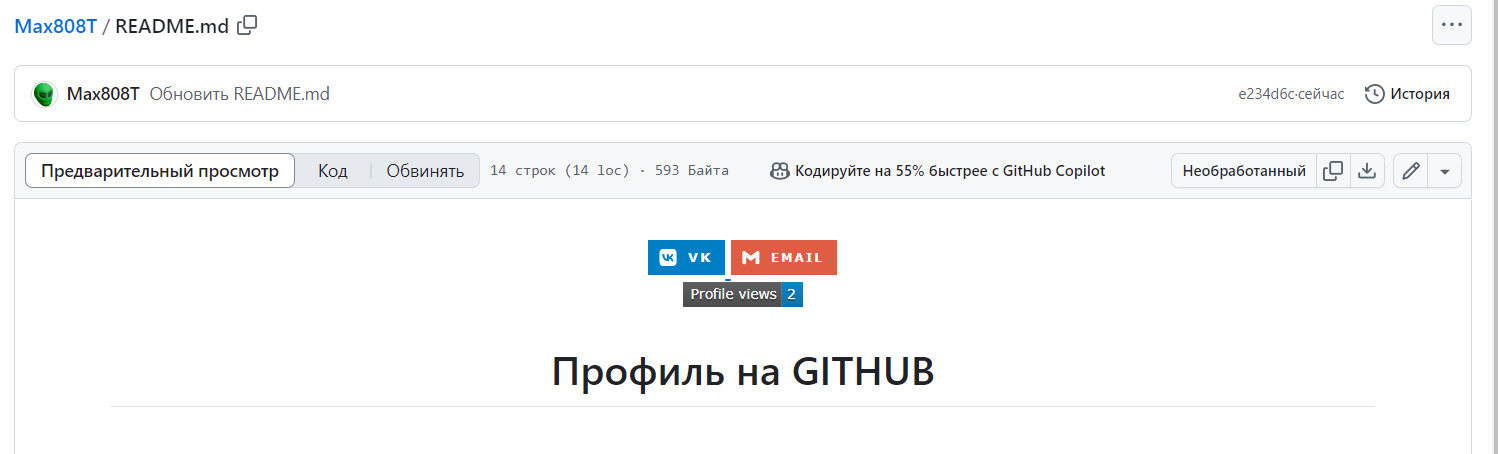 Max808T / README.md
Max808T Обновить README.md e234d6c·сейчас История
Предварительный просмотр Код Обвинять 14 строк (14 loc) · 593 Байта Кодируйте на 55% быстрее с GitHub Copilot Необработанный
VK EMAIL
Profile views 2
Профиль на GITHUB